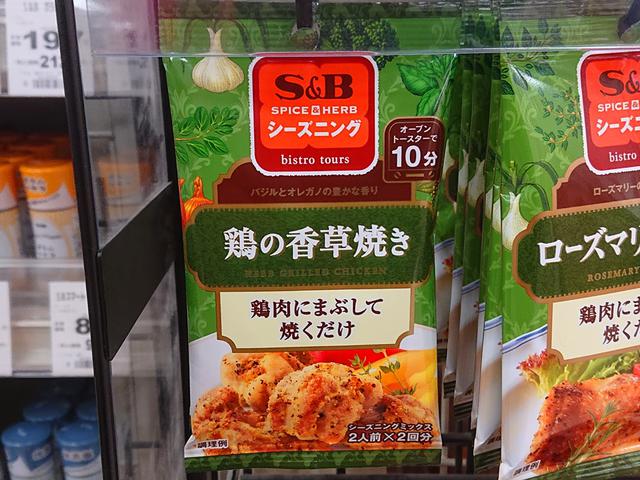 19
21
S&B
SPICE & HERB
シーズニング
bistro tours
オーブン
トースターで
10分
バジルとオレガノの豊かな香り
鶏の香草焼き
HERB GRILLED CHICKEN
鶏肉にまぶして
焼くだけ
シーズニングミックス
2人前×2回分
調理例
S&
SPICE
シーズ
bistro
ローズマリーの
ローズマリ
ROSEMARY
鶏肉にま
焼くだ
調理例
8